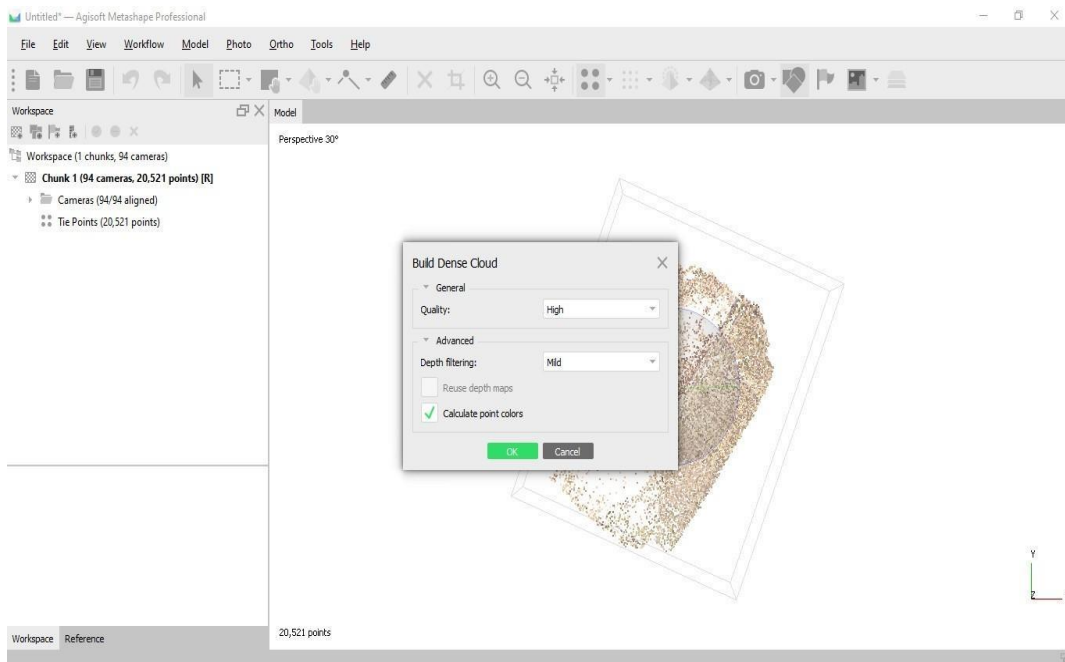 Untitled* — Agisoft Metashape Professional
File Edit View Workflow Model Photo Ortho Tools Help
Workspace
Model
Workspace (1 chunks, 94 cameras)
Chunk 1 (94 cameras, 20,521 points) [R]
Cameras (94/94 aligned)
Tie Points (20,521 points)
Perspective 30°
Build Dense Cloud
General
Quality: High
Advanced
Depth filtering: Mild
Reuse depth maps
Calculate point colors
OK Cancel
Y
Z
20,521 points
Workspace Reference